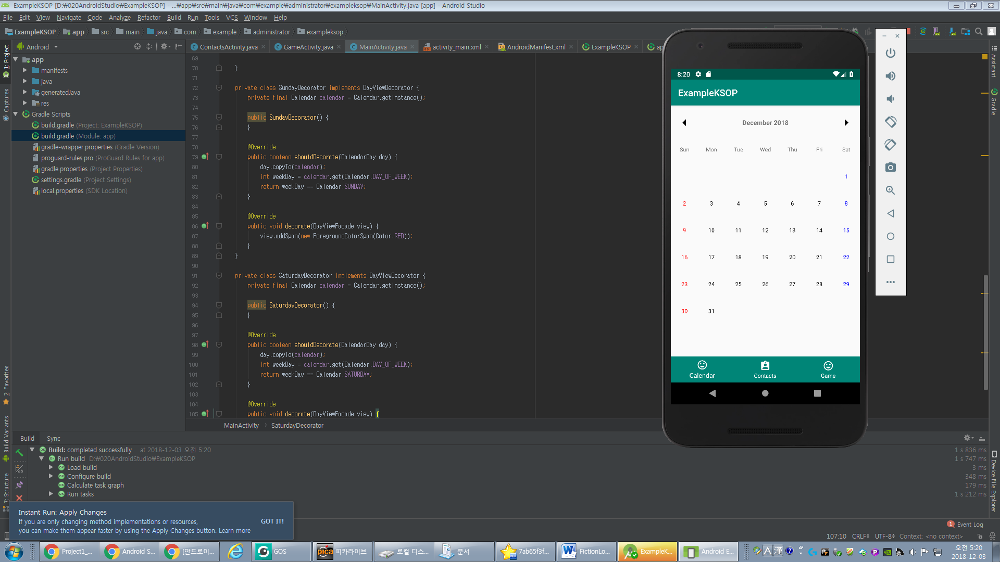 ExampleKSOP [D:￦020AndroidStudio￦ExampleKSOP] - ...￦app￦src￦main￦java￦com￦example￦administrator￦exampleksop￦MainActivity.java [app] - Android Studio
File Edit View Navigate Code Analyze Refactor Build Run Tools VCS Window Help
ExampleKSOP app src main java com example administrator exampleksop
Android
ContactsActivity.java GameActivity.java MainActivity.java activity_main.xml AndroidManifest.xml ExampleKSOP ap
1: Project
Captures
2: Favorites
Build Variants
7: Structure
app
manifests
java
generatedJava
res
Gradle Scripts
build.gradle (Project: ExampleKSOP)
build.gradle (Module: app)
gradle-wrapper.properties (Gradle Version)
proguard-rules.pro (ProGuard Rules for app)
gradle.properties (Project Properties)
settings.gradle (Project Settings)
local.properties (SDK Location)
69
70 }
71
72 private class SundayDecorator implements DayViewDecorator {
73 private final Calendar calendar = Calendar.getInstance();
74
75 public SundayDecorator() {
76 }
77
78 @Override
79 public boolean shouldDecorate(CalendarDay day) {
80 day.copyTo(calendar);
81 int weekDay = calendar.get(Calendar.DAY_OF_WEEK);
82 return weekDay == Calendar.SUNDAY;
83 }
84
85 @Override
86 public void decorate(DayViewFacade view) {
87 view.addSpan(new ForegroundColorSpan(Color.RED));
88 }
89 }
90
91 private class SaturdayDecorator implements DayViewDecorator {
92 private final Calendar calendar = Calendar.getInstance();
93
94 public SaturdayDecorator() {
95 }
96
97 @Override
98 public boolean shouldDecorate(CalendarDay day) {
99 day.copyTo(calendar);
100 int weekDay = calendar.get(Calendar.DAY_OF_WEEK);
101 return weekDay == Calendar.SATURDAY;
102 }
103
104 @Override
105 public void decorate(DayViewFacade view) {
MainActivity SaturdayDecorator
8:20
ExampleKSOP
December 2018
Sun Mon Tue Wed Thu Fri Sat
1
2 3 4 5 6 7 8
9 10 11 12 13 14 15
16 17 18 19 20 21 22
23 24 25 26 27 28 29
30 31
Calendar Contacts Game
Assistant
Gradle
Device File Explorer
Build Sync
Build: completed successfully at 2018-12-03 오전 5:20 1 s 836 ms
Run build D:￦020AndroidStudio￦ExampleKSOP 1 s 747 ms
Load build 3 ms
Configure build 348 ms
Calculate task graph 179 ms
Run tasks 1 s 212 ms
Instant Run: Apply Changes
If you are only changing method implementations or resources,
you can make them appear faster by using the Apply Changes button. Learn more
GOT IT!
1 Event Log
107:10 CRLF UTF-8 Context: <no context>
Project1_... Android S... [안드로이... GOS pica 피카라이브 로컬 디스... 문서 PDF 7ab65f3f... FictionLo... ExampleK... Android E... A 漢
오전 5:20
2018-12-03